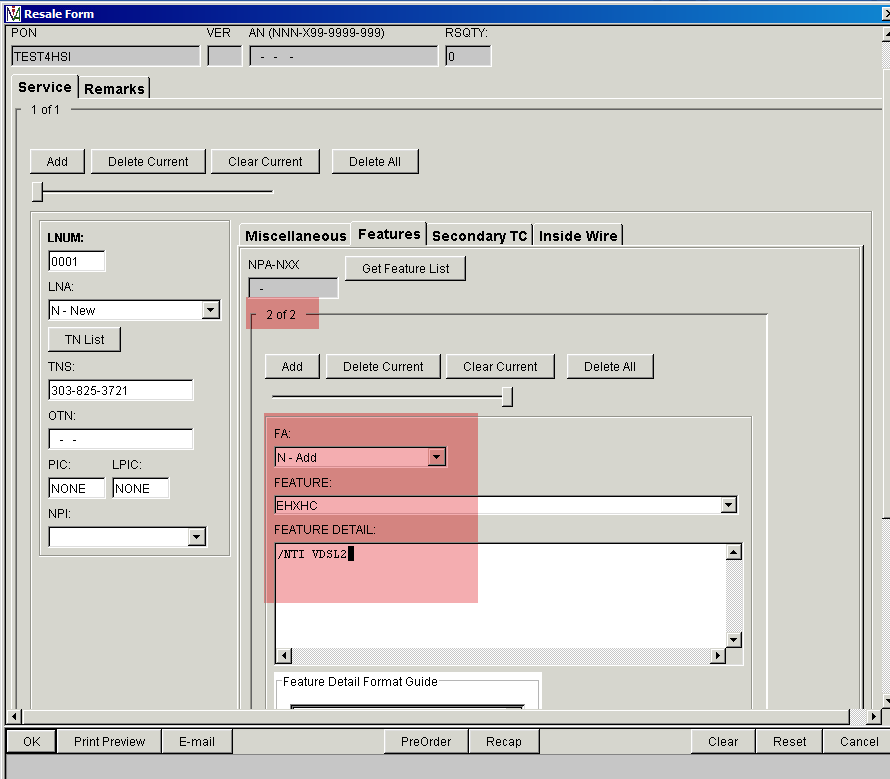 Resale Form
PON VER AN (NNN-X99-9999-999) RSQTY:
TEST4HSI - - - 0
Service Remarks
1 of 1
Add Delete Current Clear Current Delete All
LNUM:
0001
LNA:
N - New
TN List
TNS:
303-825-3721
OTN:
- -
PIC: LPIC:
NONE NONE
NPI:
Miscellaneous Features Secondary TC Inside Wire
NPA-NXX
- Get Feature List
2 of 2
Add Delete Current Clear Current Delete All
FA:
N - Add
FEATURE:
EHXHC
FEATURE DETAIL:
/NTI VDSL2
Feature Detail Format Guide
OK Print Preview E-mail PreOrder Recap Clear Reset Cancel